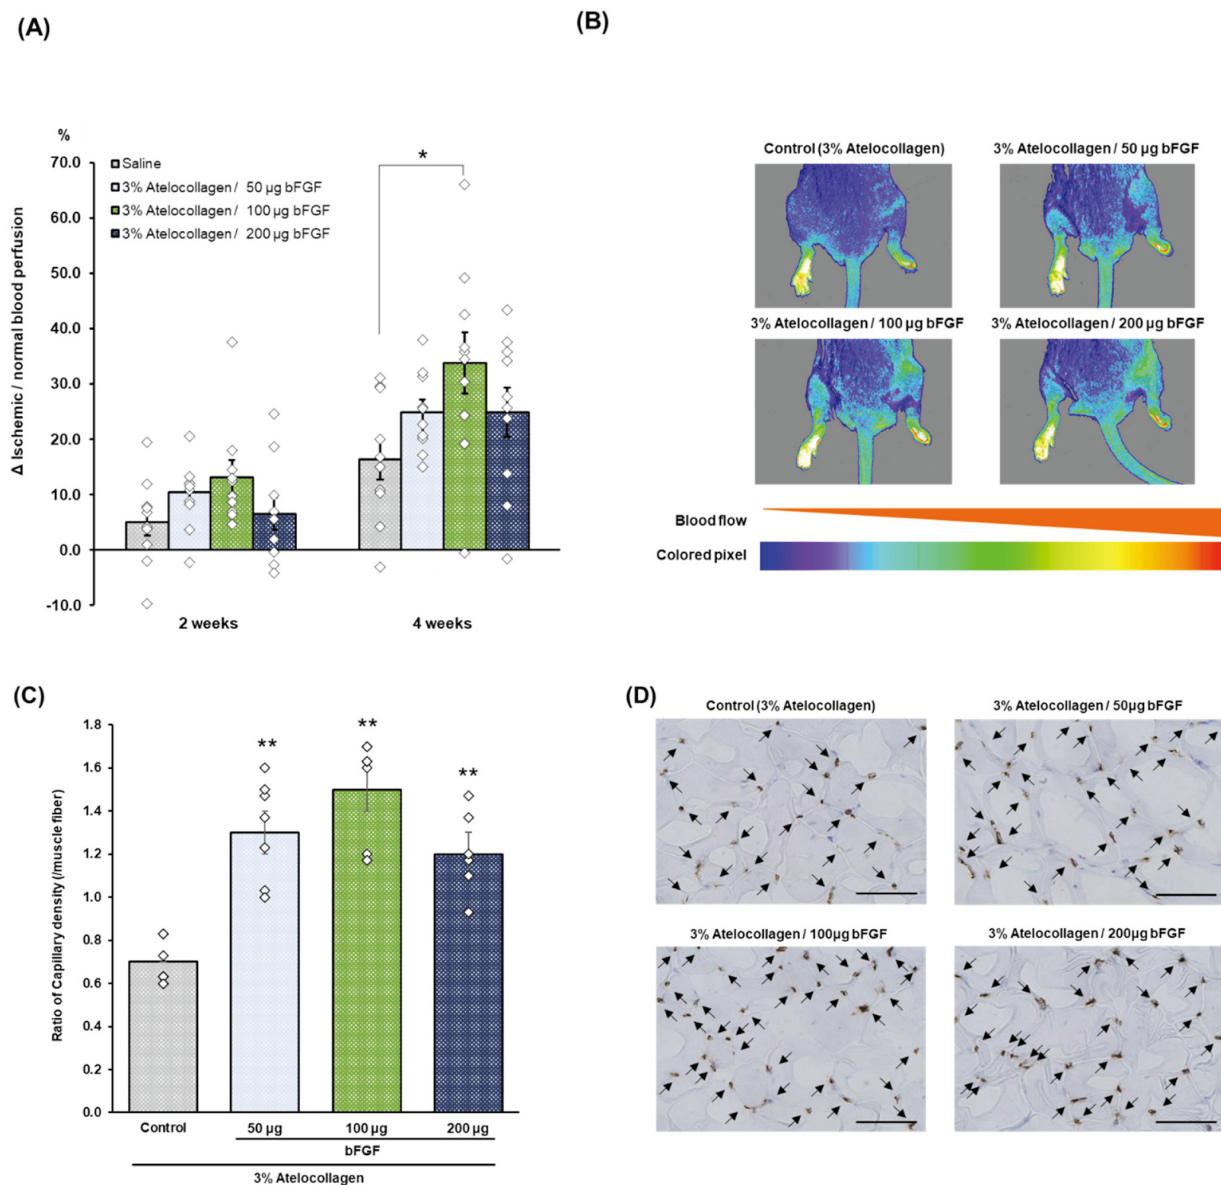 (A)
%
70.0
60.0
50.0
40.0
30.0
20.0
10.0
0.0
-10.0
Δ Ischemic / normal blood perfusion
Saline
3% Atelocollagen / 50 µg bFGF
3% Atelocollagen / 100 µg bFGF
3% Atelocollagen / 200 µg bFGF
*
2 weeks
4 weeks
(B)
Control (3% Atelocollagen)
3% Atelocollagen / 50 µg bFGF
3% Atelocollagen / 100 µg bFGF
3% Atelocollagen / 200 µg bFGF
Blood flow
Colored pixel
(C)
1.8
1.6
1.4
1.2
1.0
0.8
0.6
0.4
0.2
0.0
Ratio of Capillary density (/muscle fiber)
**
**
**
Control
50 µg
100 µg
200 µg
bFGF
3% Atelocollagen
(D)
Control (3% Atelocollagen)
3% Atelocollagen / 50µg bFGF
3% Atelocollagen / 100µg bFGF
3% Atelocollagen / 200µg bFGF